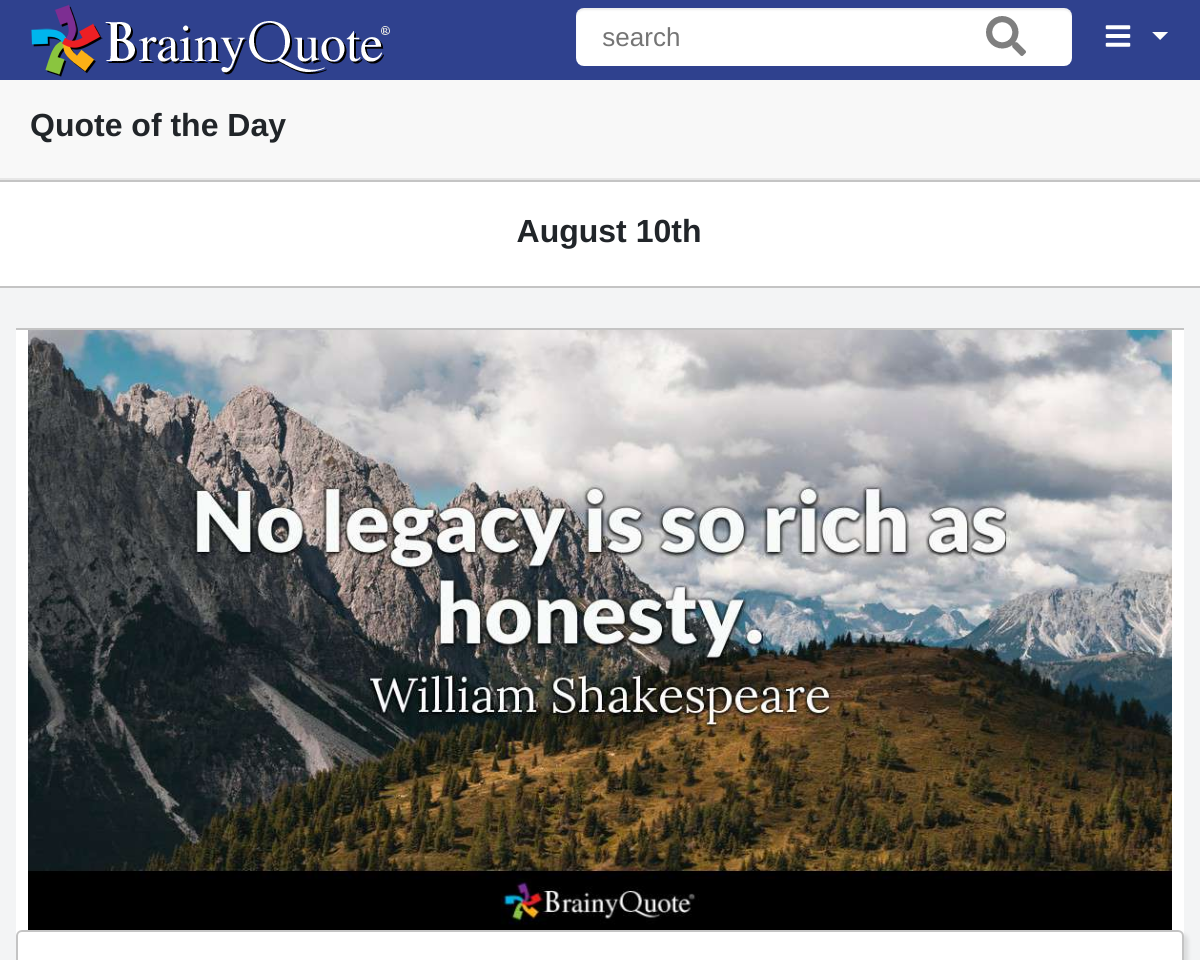 BrainyQuote®
search
Quote of the Day
August 10th
No legacy is so rich as
honesty.
William Shakespeare
BrainyQuote®